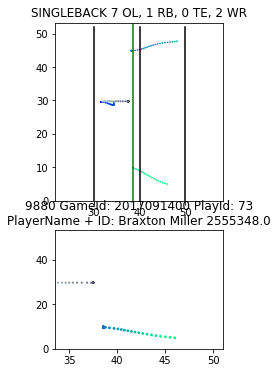 SINGLEBACK 7 OL, 1 RB, 0 TE, 2 WR
50
40
30
20
10
0
30 40 50
9880 GameId: 2017091400 PlayId: 73
PlayerName + ID: Braxton Miller 2555348.0
40
20
0
35 40 45 50